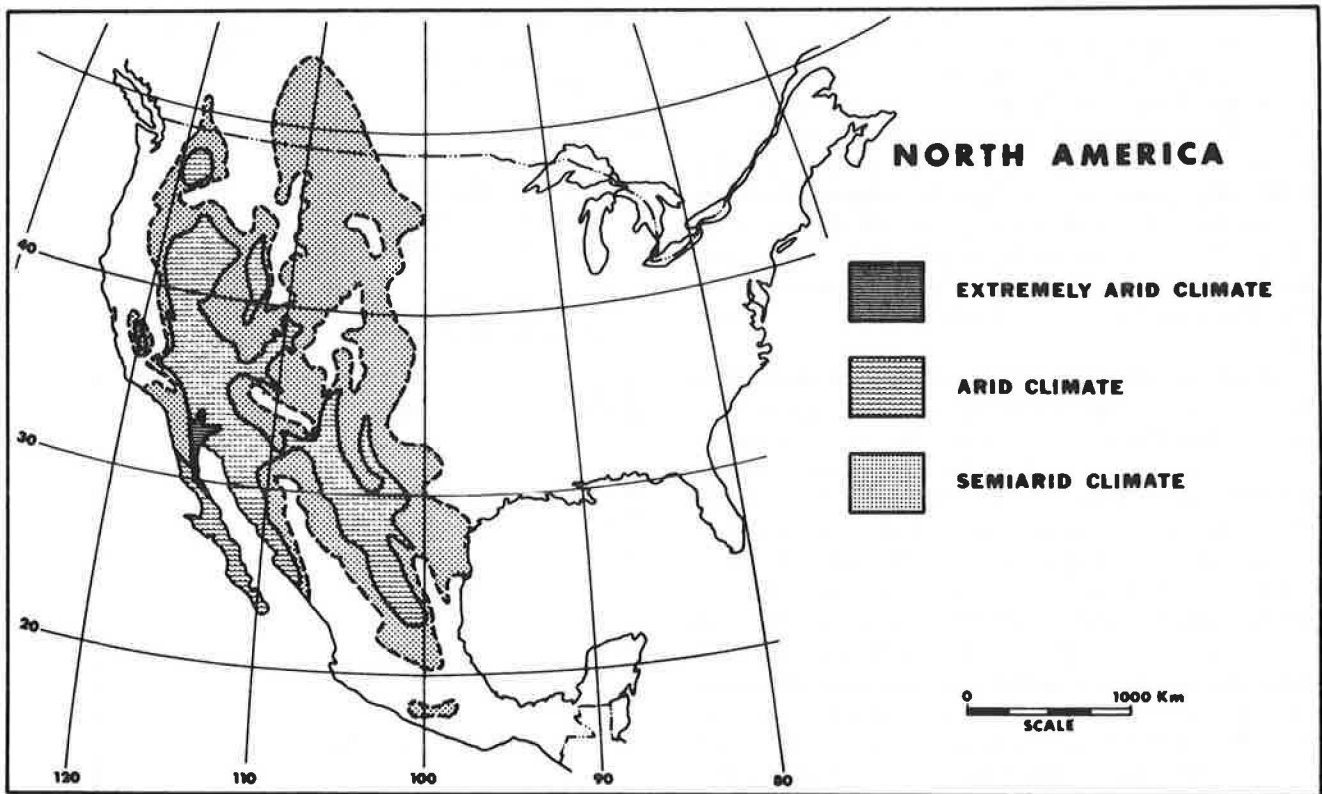 NORTH AMERICA
EXTREMELY ARID CLIMATE
ARID CLIMATE
SEMIARID CLIMATE
40
30
20
0 1000 Km
SCALE
120 110 100 90 80